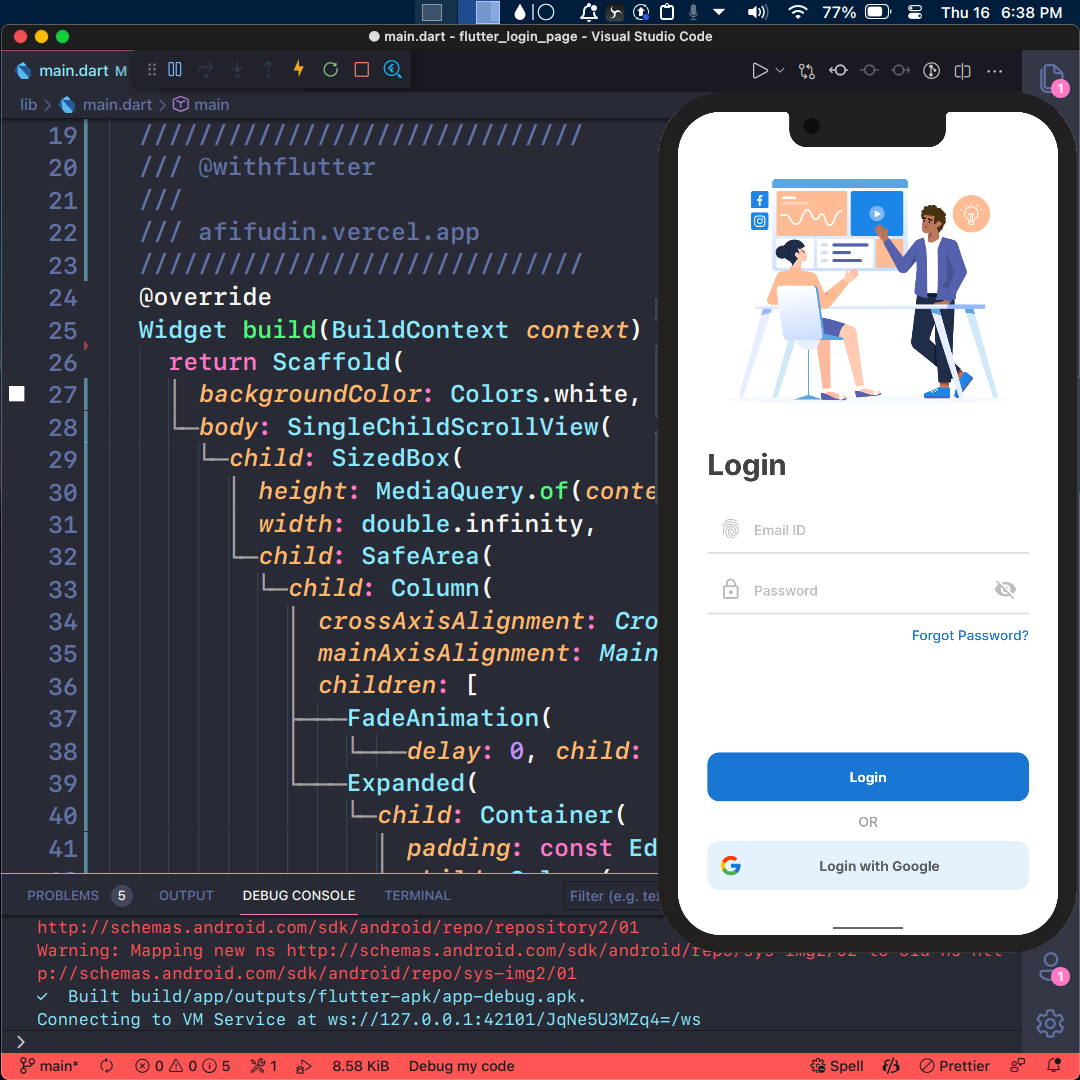 77%
Thu 16 6:38 PM
main.dart - flutter_login_page - Visual Studio Code
main.dart M
lib > main.dart > main
1
19 //////////////////////////////
20 /// @withflutter
21 ///
22 /// afifudin.vercel.app
23 //////////////////////////////
24 @override
25 Widget build(BuildContext context)
26 return Scaffold(
27 backgroundColor: Colors.white,
28 body: SingleChildScrollView(
29 child: SizedBox(
30 height: MediaQuery.of(conte
31 width: double.infinity,
32 child: SafeArea(
33 child: Column(
34 crossAxisAlignment: Cro
35 mainAxisAlignment: Main
36 children: [
37 FadeAnimation(
38 delay: 0, child:
39 Expanded(
40 child: Container(
41 padding: const Ed
Login
Email ID
Password
Forgot Password?
Login
OR
Login with Google
PROBLEMS 5 OUTPUT DEBUG CONSOLE TERMINAL Filter (e.g. te
http://schemas.android.com/sdk/android/repo/repository2/01
Warning: Mapping new ns http://schemas.android.com/sdk/android/repo/sys-img2/02 to old ns htt
p://schemas.android.com/sdk/android/repo/sys-img2/01
✓ Built build/app/outputs/flutter-apk/app-debug.apk.
Connecting to VM Service at ws://127.0.0.1:42101/JqNe5U3MZq4=/ws
>
1
main* 0 0 5 1 8.58 KiB Debug my code Spell Prettier